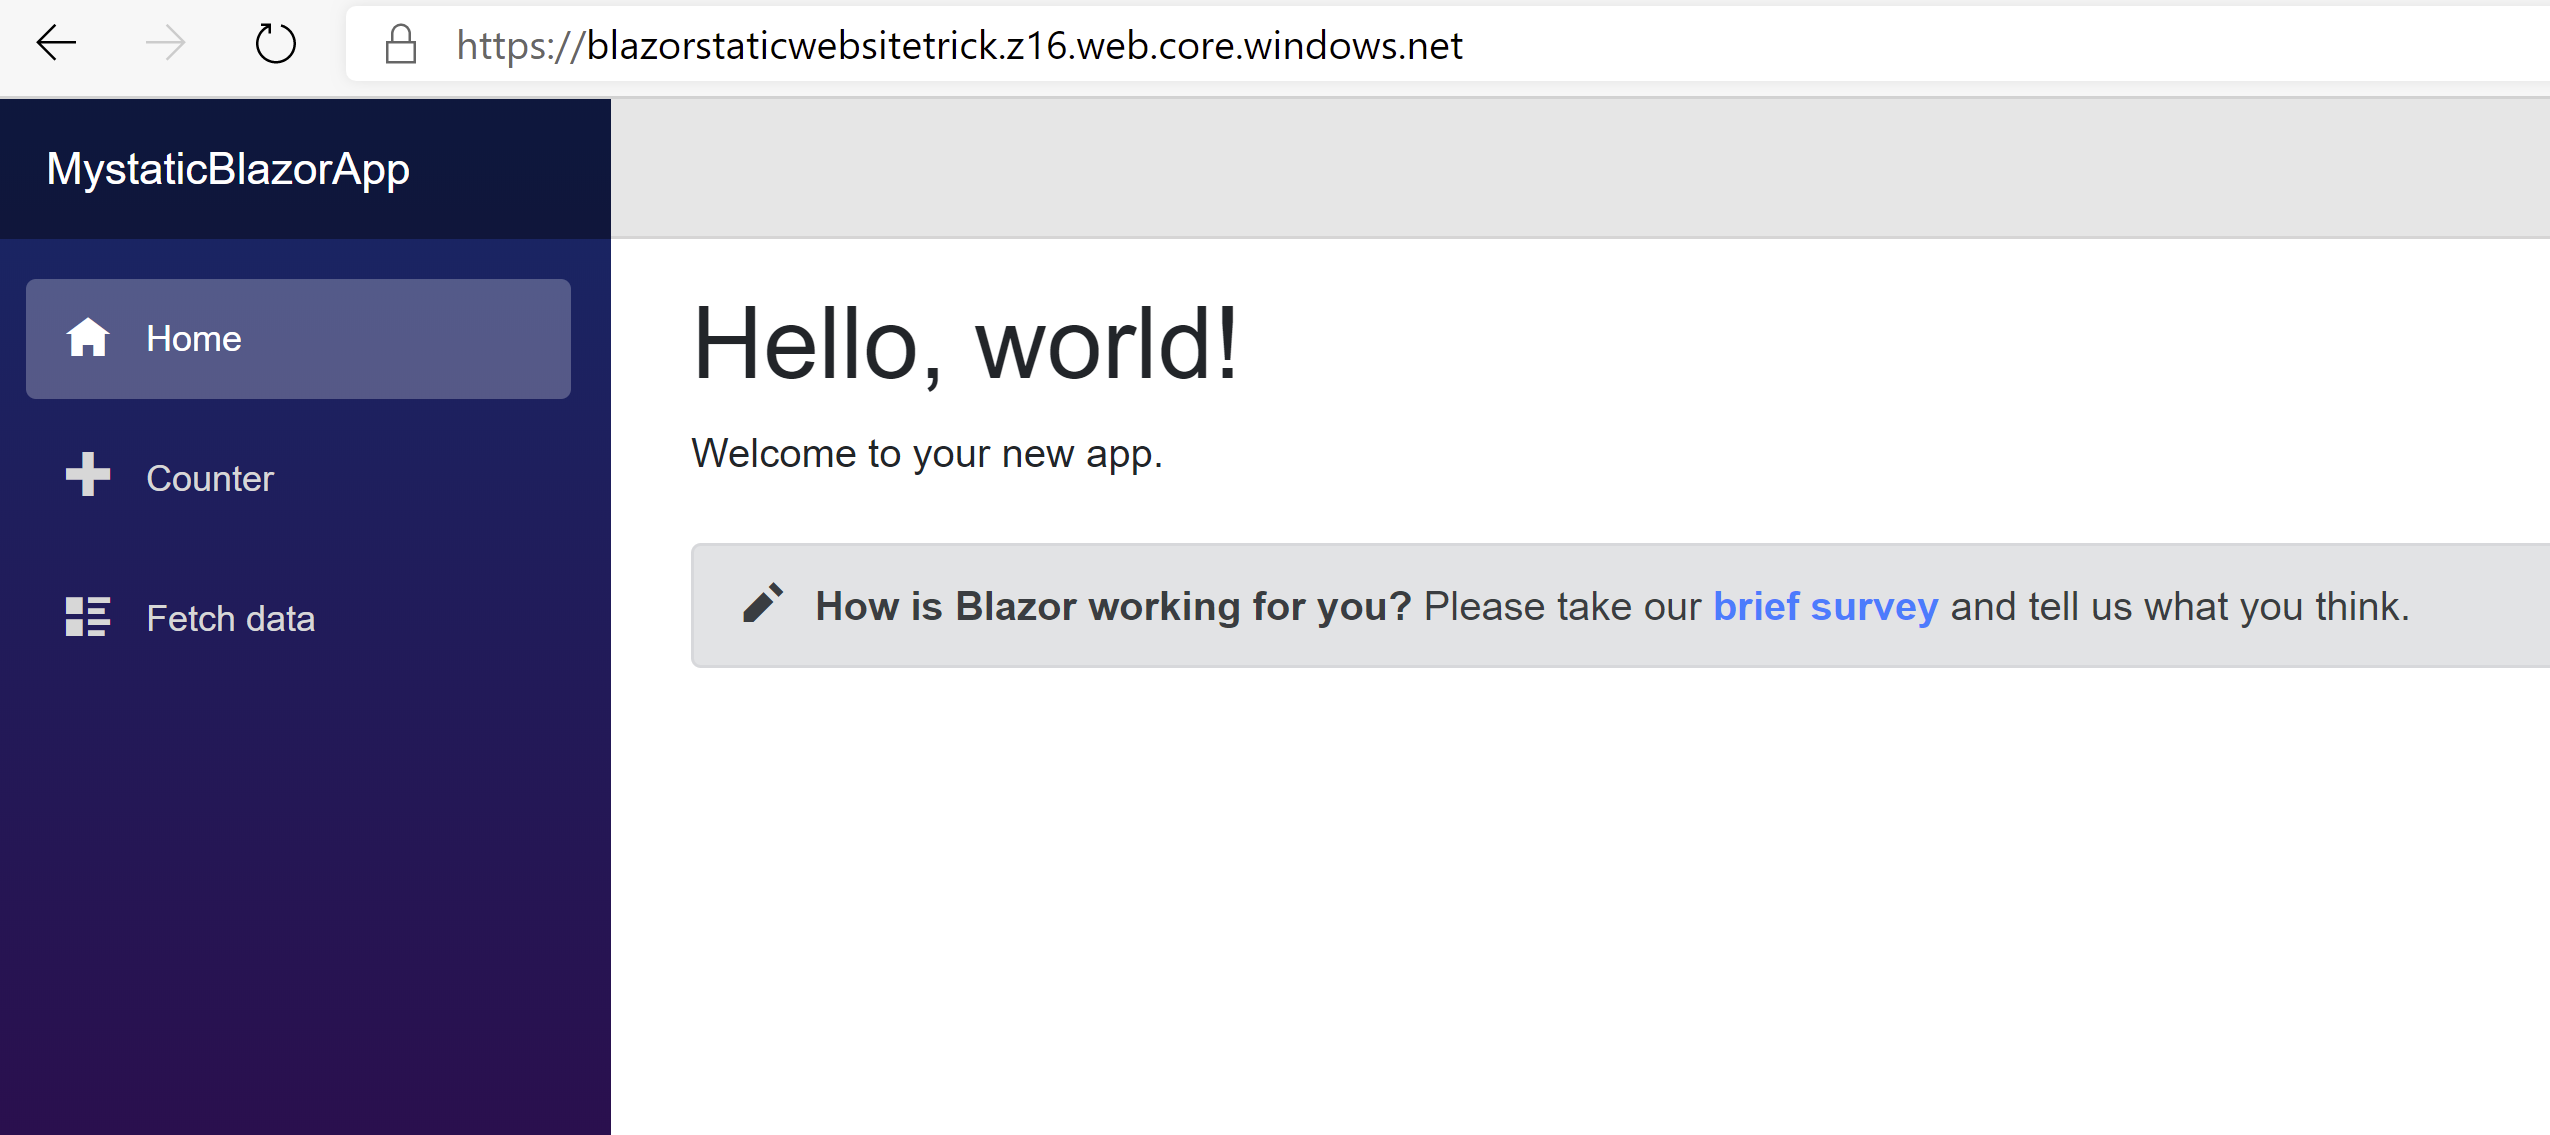 https://blazorstaticwebsitetrick.z16.web.core.windows.net
MystaticBlazorApp
Home
Counter
Fetch data
Hello, world!
Welcome to your new app.
How is Blazor working for you? Please take our brief survey and tell us what you think.